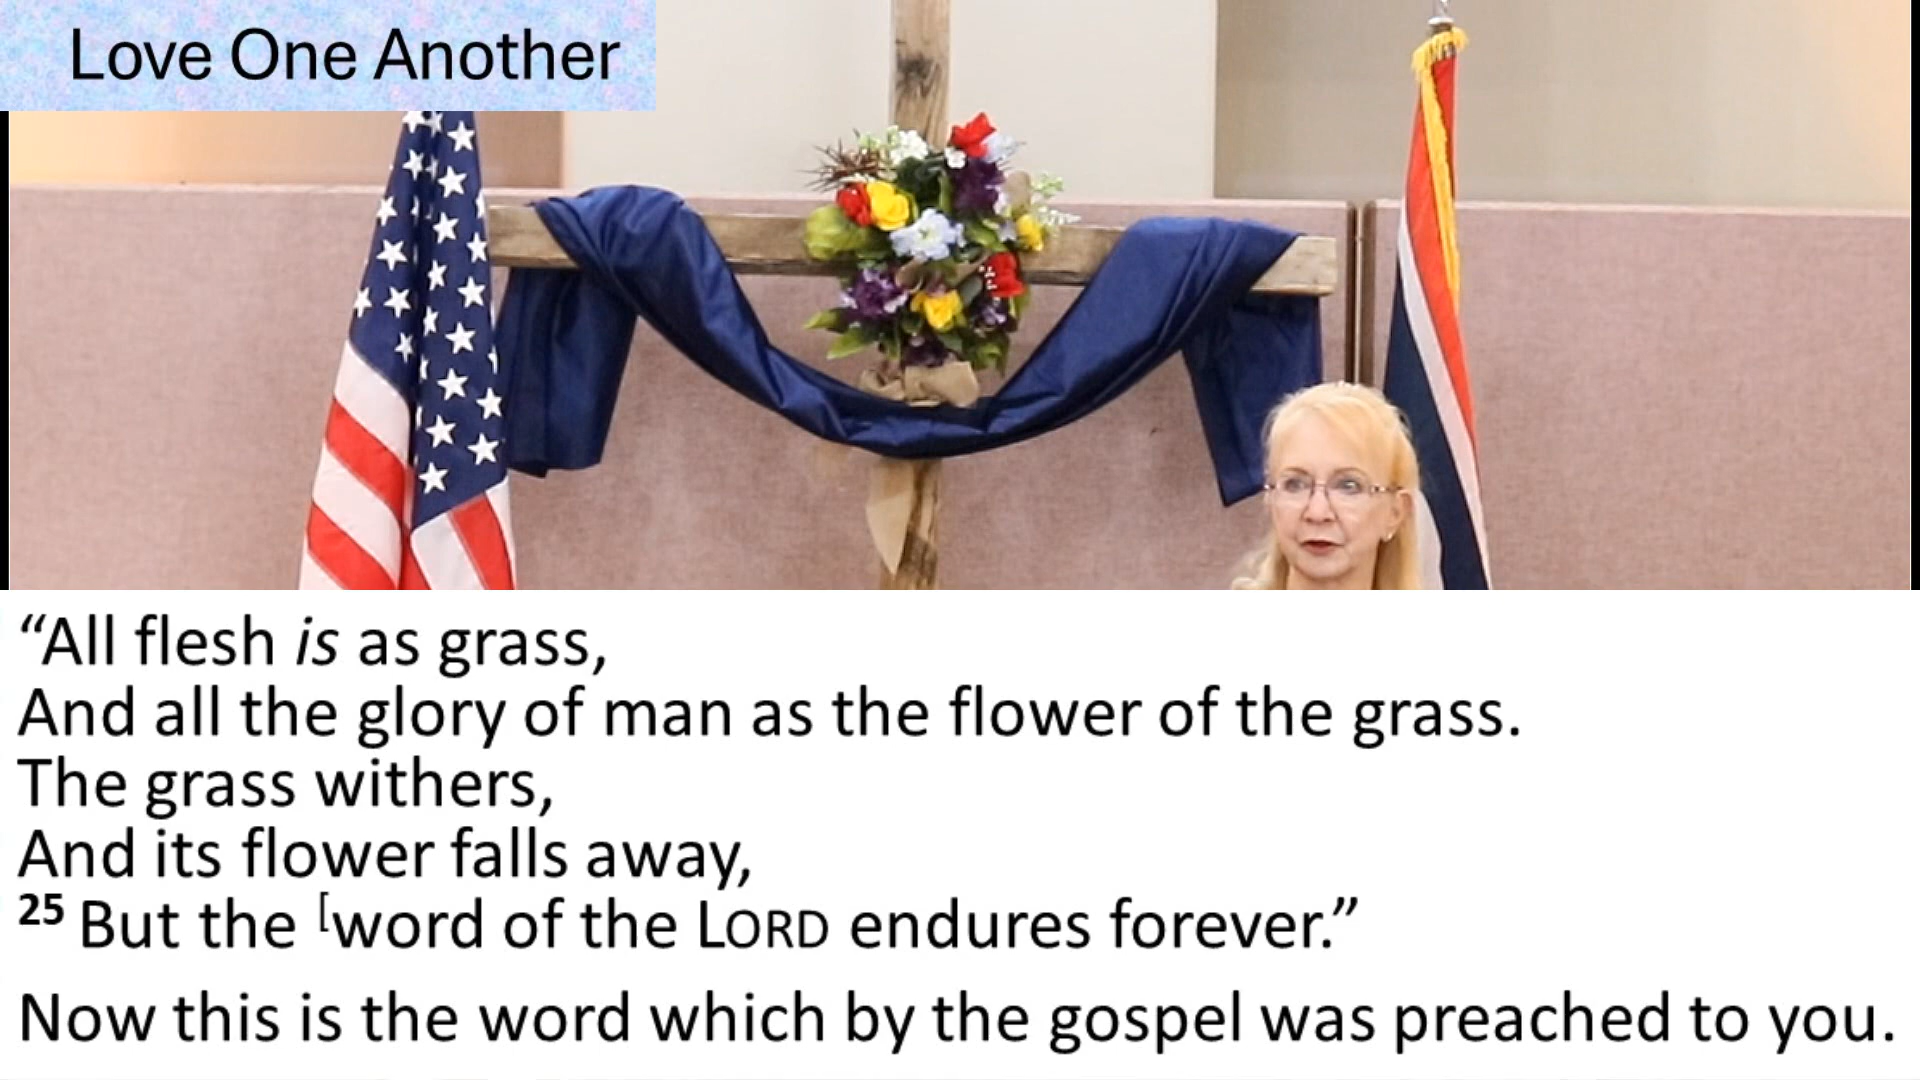 Love One Another
“All flesh is as grass,
And all the glory of man as the flower of the grass.
The grass withers,
And its flower falls away,
25 But the [word of the LORD endures forever.”
Now this is the word which by the gospel was preached to you.